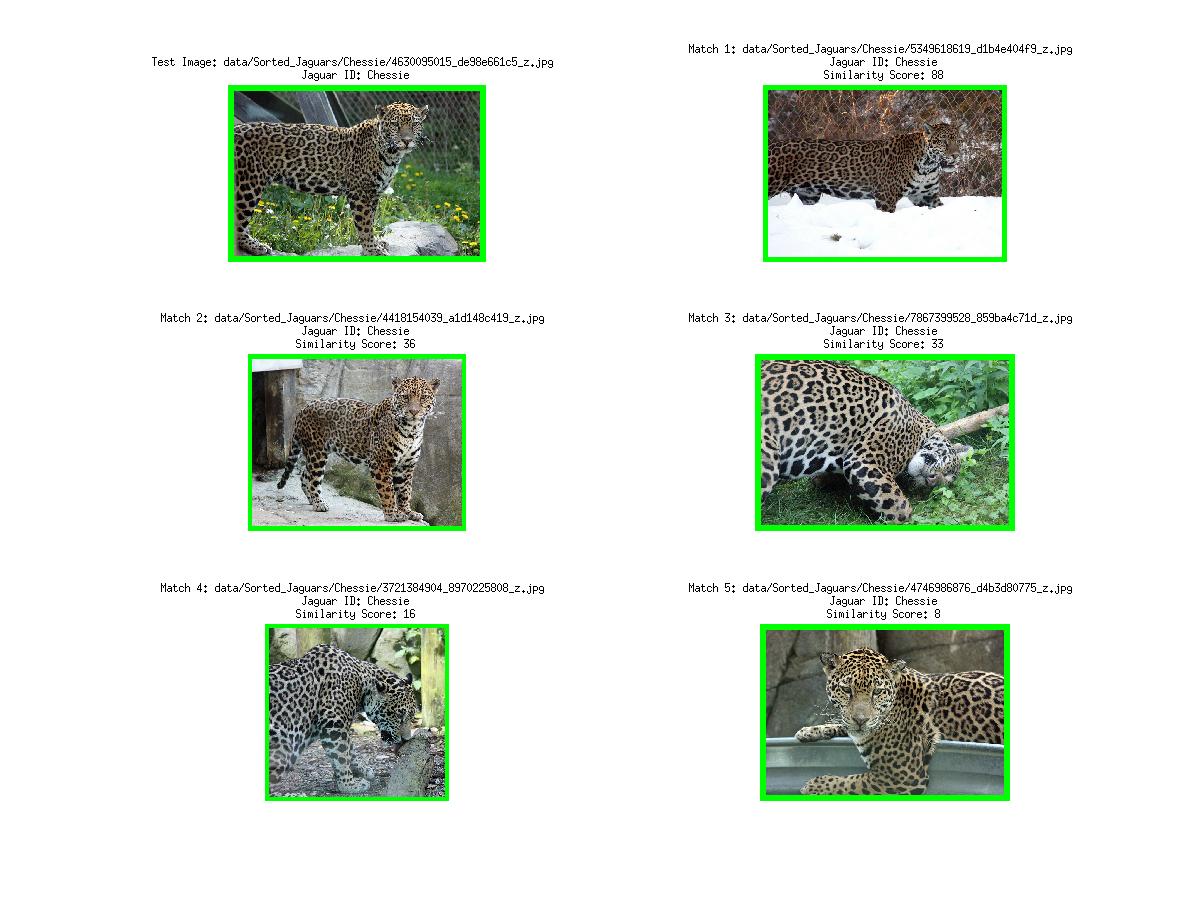 Test Image: data/Sorted_Jaguars/Chessie/4630095015_de98e661c5_z.jpg
Jaguar ID: Chessie
Match 1: data/Sorted_Jaguars/Chessie/5349618619_d1b4e404f9_z.jpg
Jaguar ID: Chessie
Similarity Score: 88
Match 2: data/Sorted_Jaguars/Chessie/4418154039_a1d148c419_z.jpg
Jaguar ID: Chessie
Similarity Score: 36
Match 3: data/Sorted_Jaguars/Chessie/7867399528_859ba4c71d_z.jpg
Jaguar ID: Chessie
Similarity Score: 33
Match 4: data/Sorted_Jaguars/Chessie/3721384904_8970225808_z.jpg
Jaguar ID: Chessie
Similarity Score: 16
Match 5: data/Sorted_Jaguars/Chessie/4746986876_d4b3d80775_z.jpg
Jaguar ID: Chessie
Similarity Score: 8